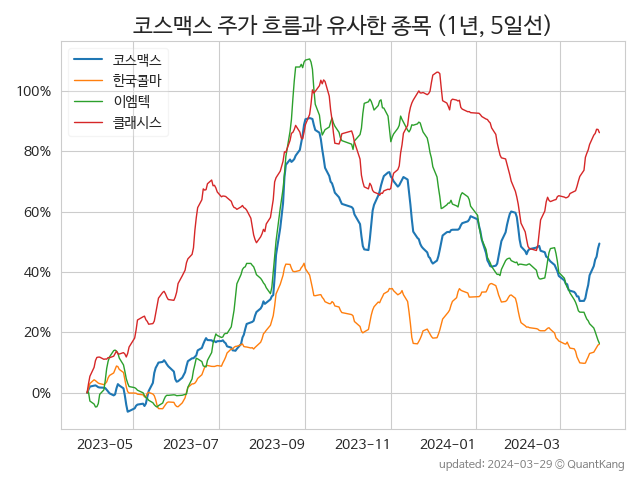 코스맥스 주가 흐름과 유사한 종목 (1년, 5일선)
코스맥스
한국콜마
이엠텍
클래시스
100%
80%
60%
40%
20%
0%
2023-05 2023-07 2023-09 2023-11 2024-01 2024-03
updated: 2024-03-29 © QuantKang